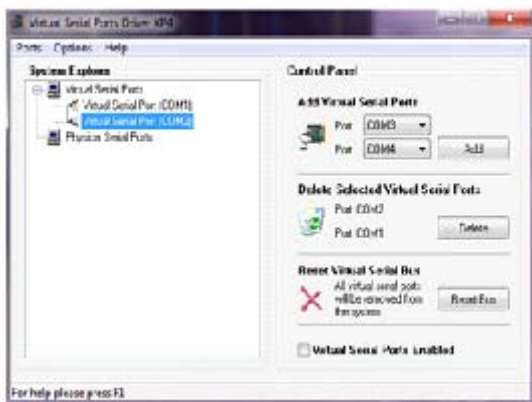 Virtual Serial Ports Driver XP4
Ports Options Help
System Explorer
Virtual Serial Ports
Virtual Serial Port (COM1)
Virtual Serial Port (COM2)
Physical Serial Ports
Control Panel
Add Virtual Serial Ports
Port COM3
Port COM4 Add
Delete Selected Virtual Serial Ports
Port COM2
Port COM1 Delete
Reset Virtual Serial Bus
All virtual serial ports
will be removed from
the system
Reset Bus
Virtual Serial Ports Enabled
For help please press F1